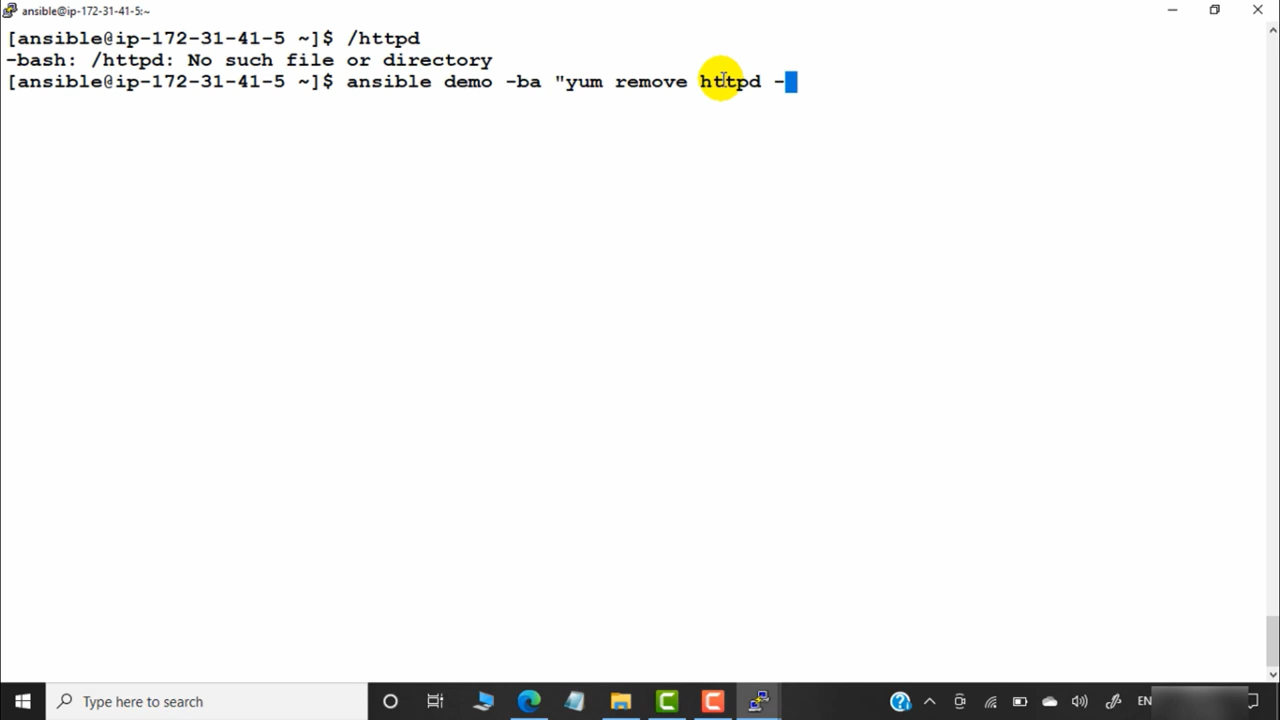 ansible@ip-172-31-41-5:~
[ansible@ip-172-31-41-5 ~]$ /httpd
-bash: /httpd: No such file or directory
[ansible@ip-172-31-41-5 ~]$ ansible demo -ba "yum remove httpd -
Type here to search
EN